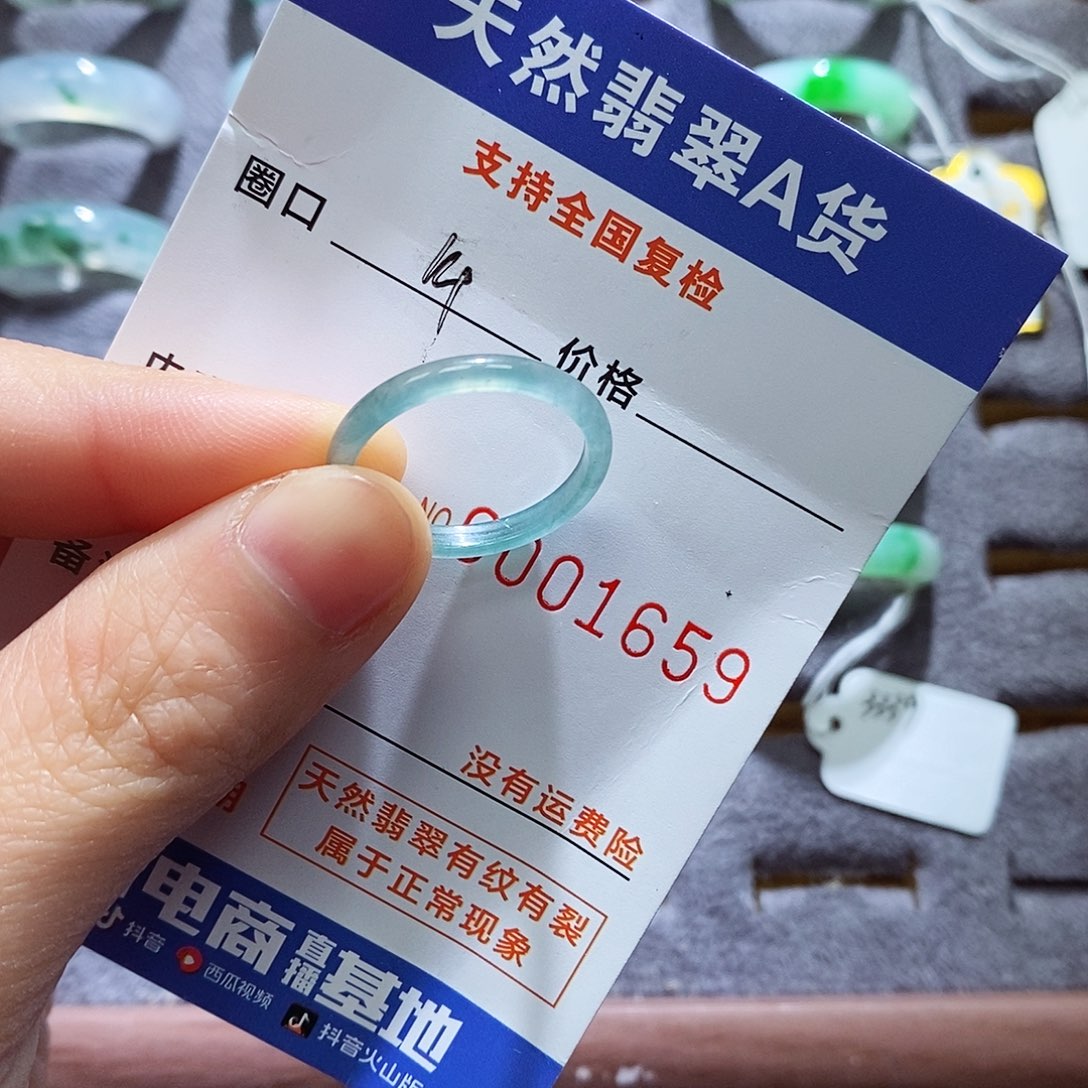 天然翡翠A货
支持全国复检
圈口 19 价格
NO 0001659
没有运费险
天然翡翠有纹有裂
属于正常现象
电商直播基地
抖音 西瓜视频 抖音火山版